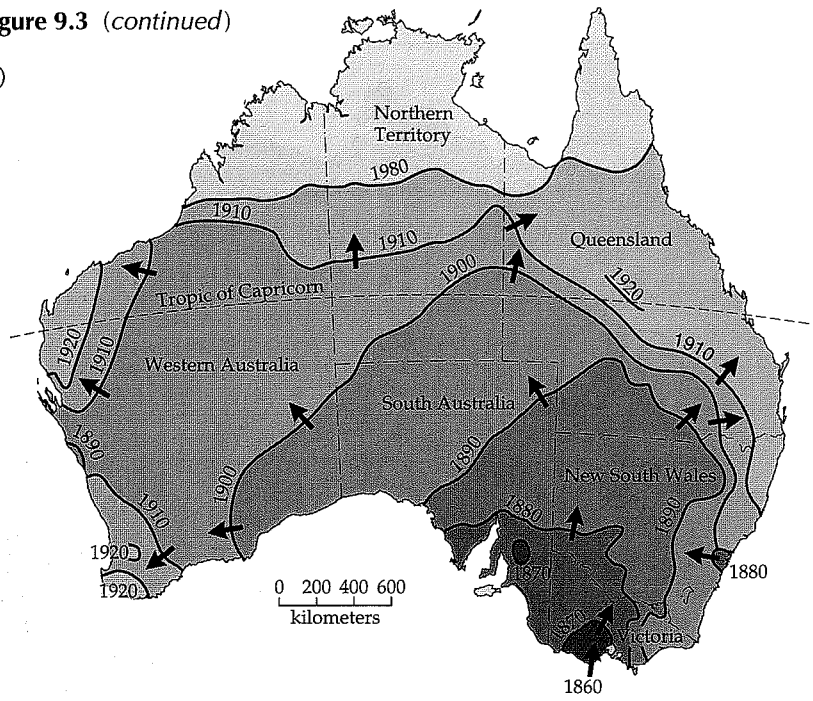 gure 9.3 (continued)
)
Northern
Territory
1980
1910
1910
Queensland
1900
1920
Tropic of Capricorn
1920
1910
1910
Western Australia
South Australia
1890
1890
New South Wales
1900
1910
1880
1890
1920
1870
1880
1920
0 200 400 600
kilometers
1870
Victoria
1860